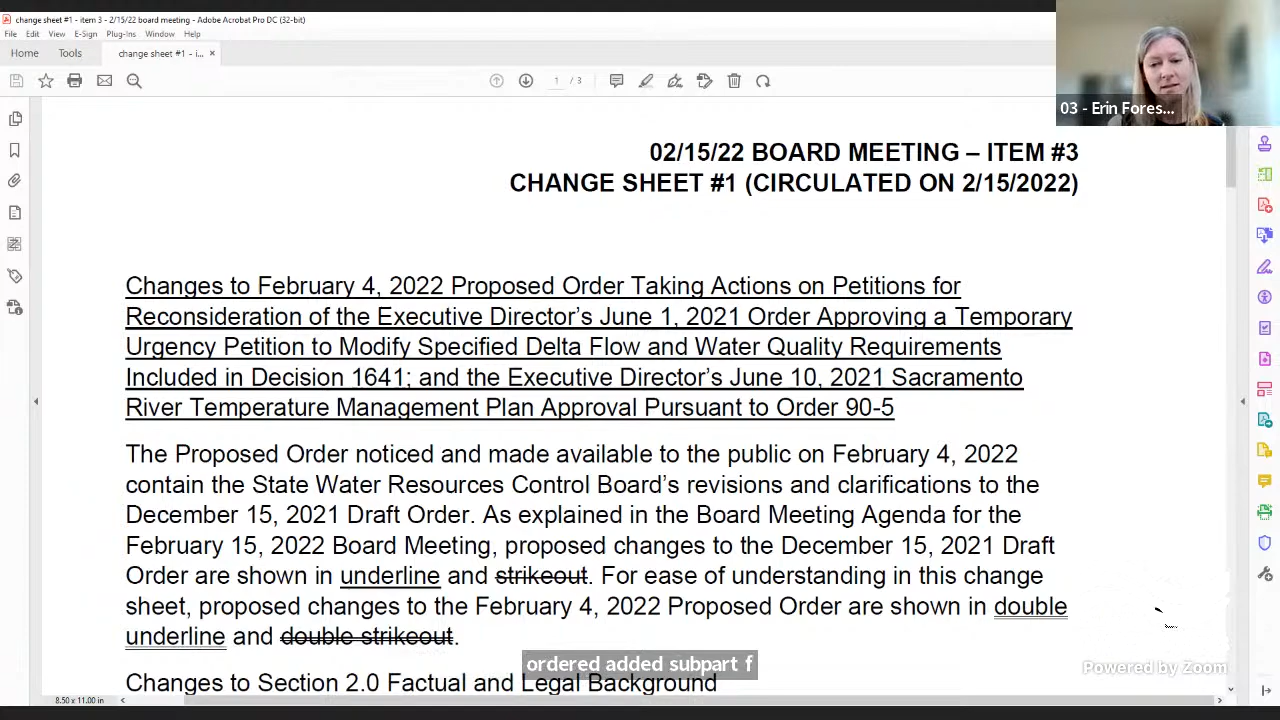 change sheet #1 - item 3 - 2/15/22 board meeting - Adobe Acrobat Pro DC (32-bit)
File Edit View E-Sign Plug-Ins Window Help
Home Tools change sheet #1 - i... ×
1 / 3
03 - Erin Fores...
02/15/22 BOARD MEETING – ITEM #3
CHANGE SHEET #1 (CIRCULATED ON 2/15/2022)
Changes to February 4, 2022 Proposed Order Taking Actions on Petitions for
Reconsideration of the Executive Director’s June 1, 2021 Order Approving a Temporary
Urgency Petition to Modify Specified Delta Flow and Water Quality Requirements
Included in Decision 1641; and the Executive Director’s June 10, 2021 Sacramento
River Temperature Management Plan Approval Pursuant to Order 90-5
The Proposed Order noticed and made available to the public on February 4, 2022
contain the State Water Resources Control Board’s revisions and clarifications to the
December 15, 2021 Draft Order. As explained in the Board Meeting Agenda for the
February 15, 2022 Board Meeting, proposed changes to the December 15, 2021 Draft
Order are shown in underline and strikeout. For ease of understanding in this change
sheet, proposed changes to the February 4, 2022 Proposed Order are shown in double
underline and double strikeout.
ordered added subpart f
Powered by Zoom
Changes to Section 2.0 Factual and Legal Background
8.50 x 11.00 in